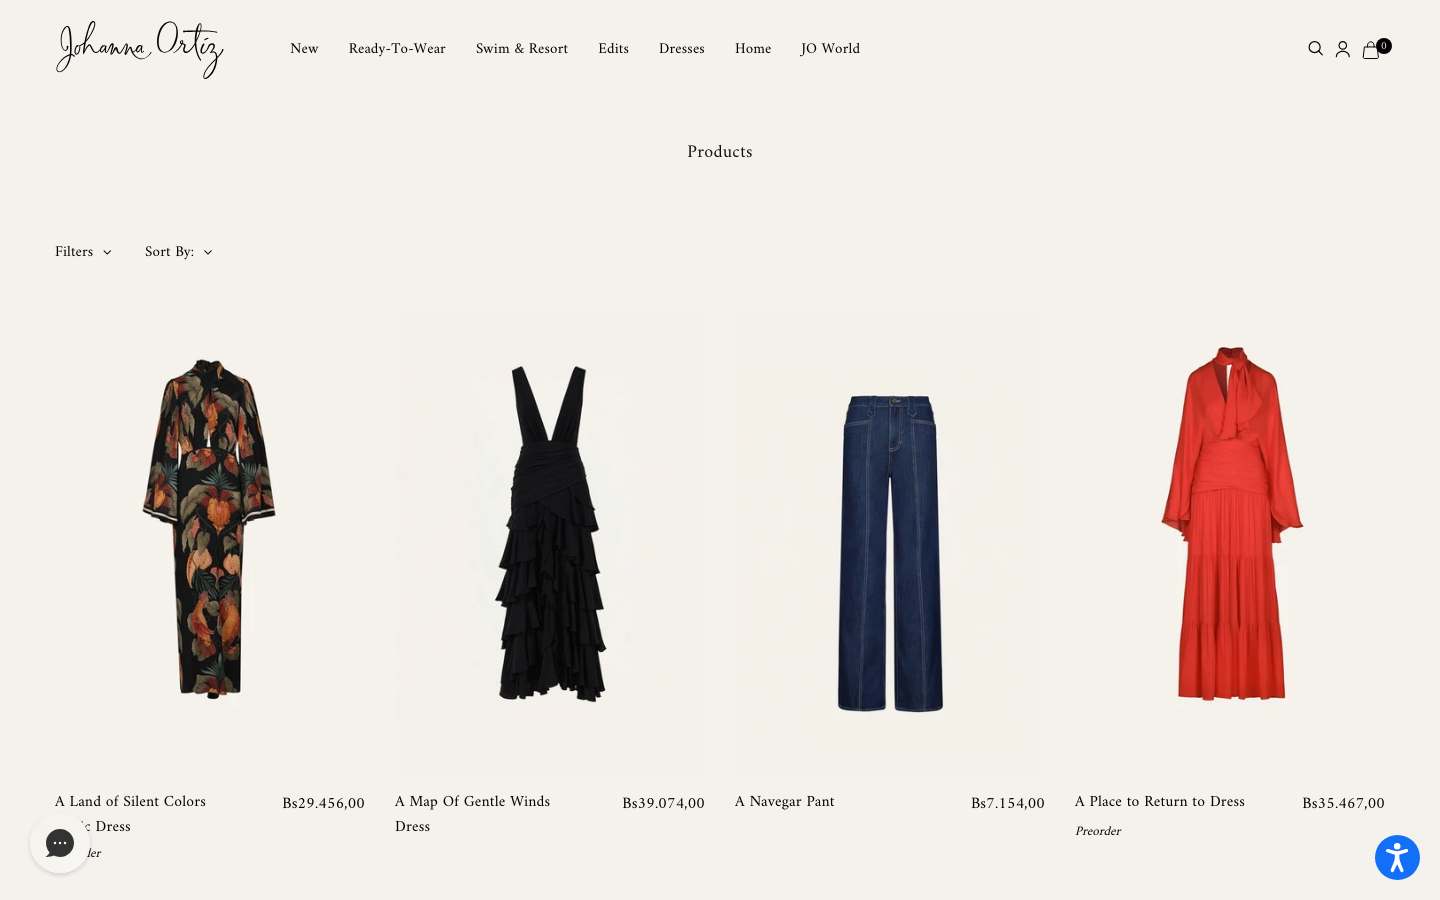 Johanna Ortiz
New Ready-To-Wear Swim & Resort Edits Dresses Home JO World
0
Products
Filters Sort By:
A Land of Silent Colors
Dress
Bs29.456,00
A Map Of Gentle Winds
Dress
Bs39.074,00
A Navegar Pant
Bs7.154,00
A Place to Return to Dress
Preorder
Bs35.467,00